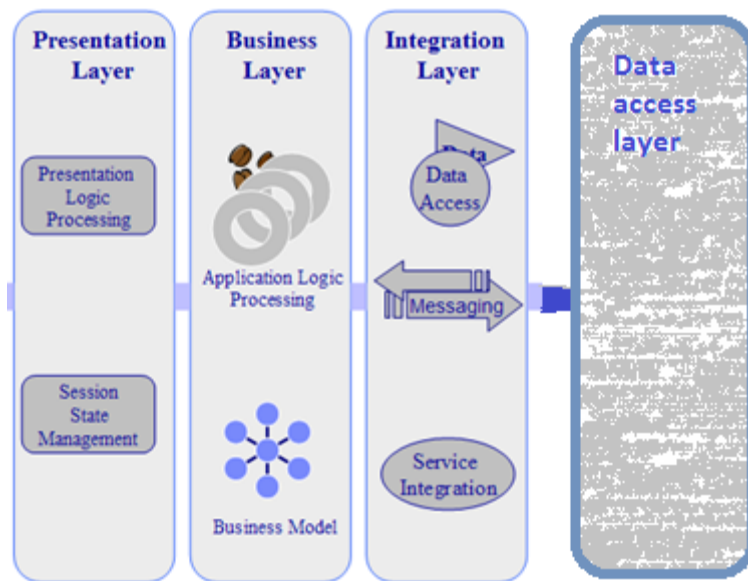 Presentation
Layer
Presentation
Logic
Processing
Session
State
Management
Business
Layer
Application Logic
Processing
Business Model
Integration
Layer
Data
Data
Access
Messaging
Service
Integration
Data
access
layer